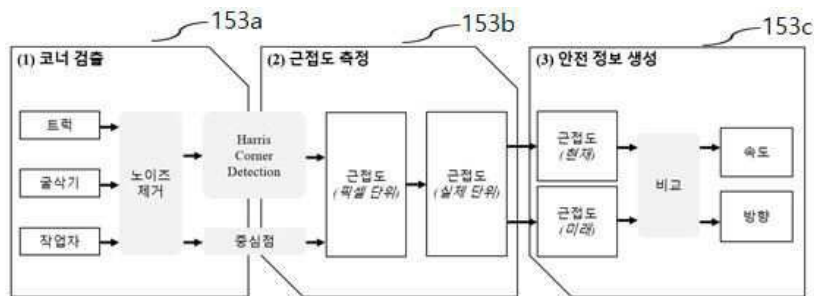 153a
153b
153c
(1) 코너 검출
(2) 근접도 측정
(3) 안전 정보 생성
트럭
굴삭기
작업자
노이즈
제거
Harris
Corner
Detection
중심점
근접도
(픽셀 단위)
근접도
(실제 단위)
근접도
(현재)
근접도
(미래)
비교
속도
방향